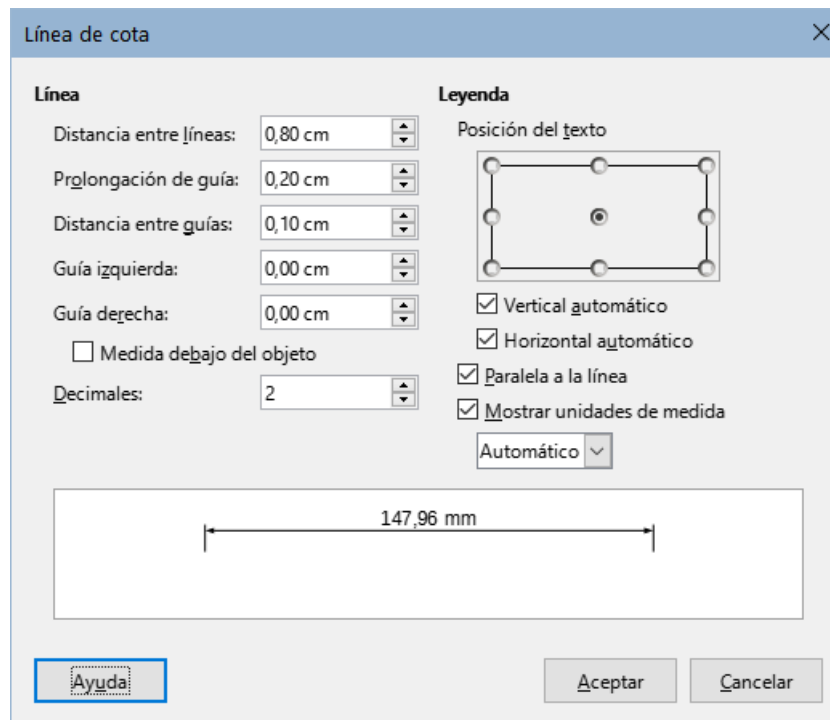 Línea de cota
Línea
Distancia entre líneas: 0,80 cm
Prolongación de guía: 0,20 cm
Distancia entre guías: 0,10 cm
Guía izquierda: 0,00 cm
Guía derecha: 0,00 cm
Medida debajo del objeto
Decimales: 2
Leyenda
Posición del texto
Vertical automático
Horizontal automático
Paralela a la línea
Mostrar unidades de medida
Automático
147,96 mm
Ayuda
Aceptar
Cancelar